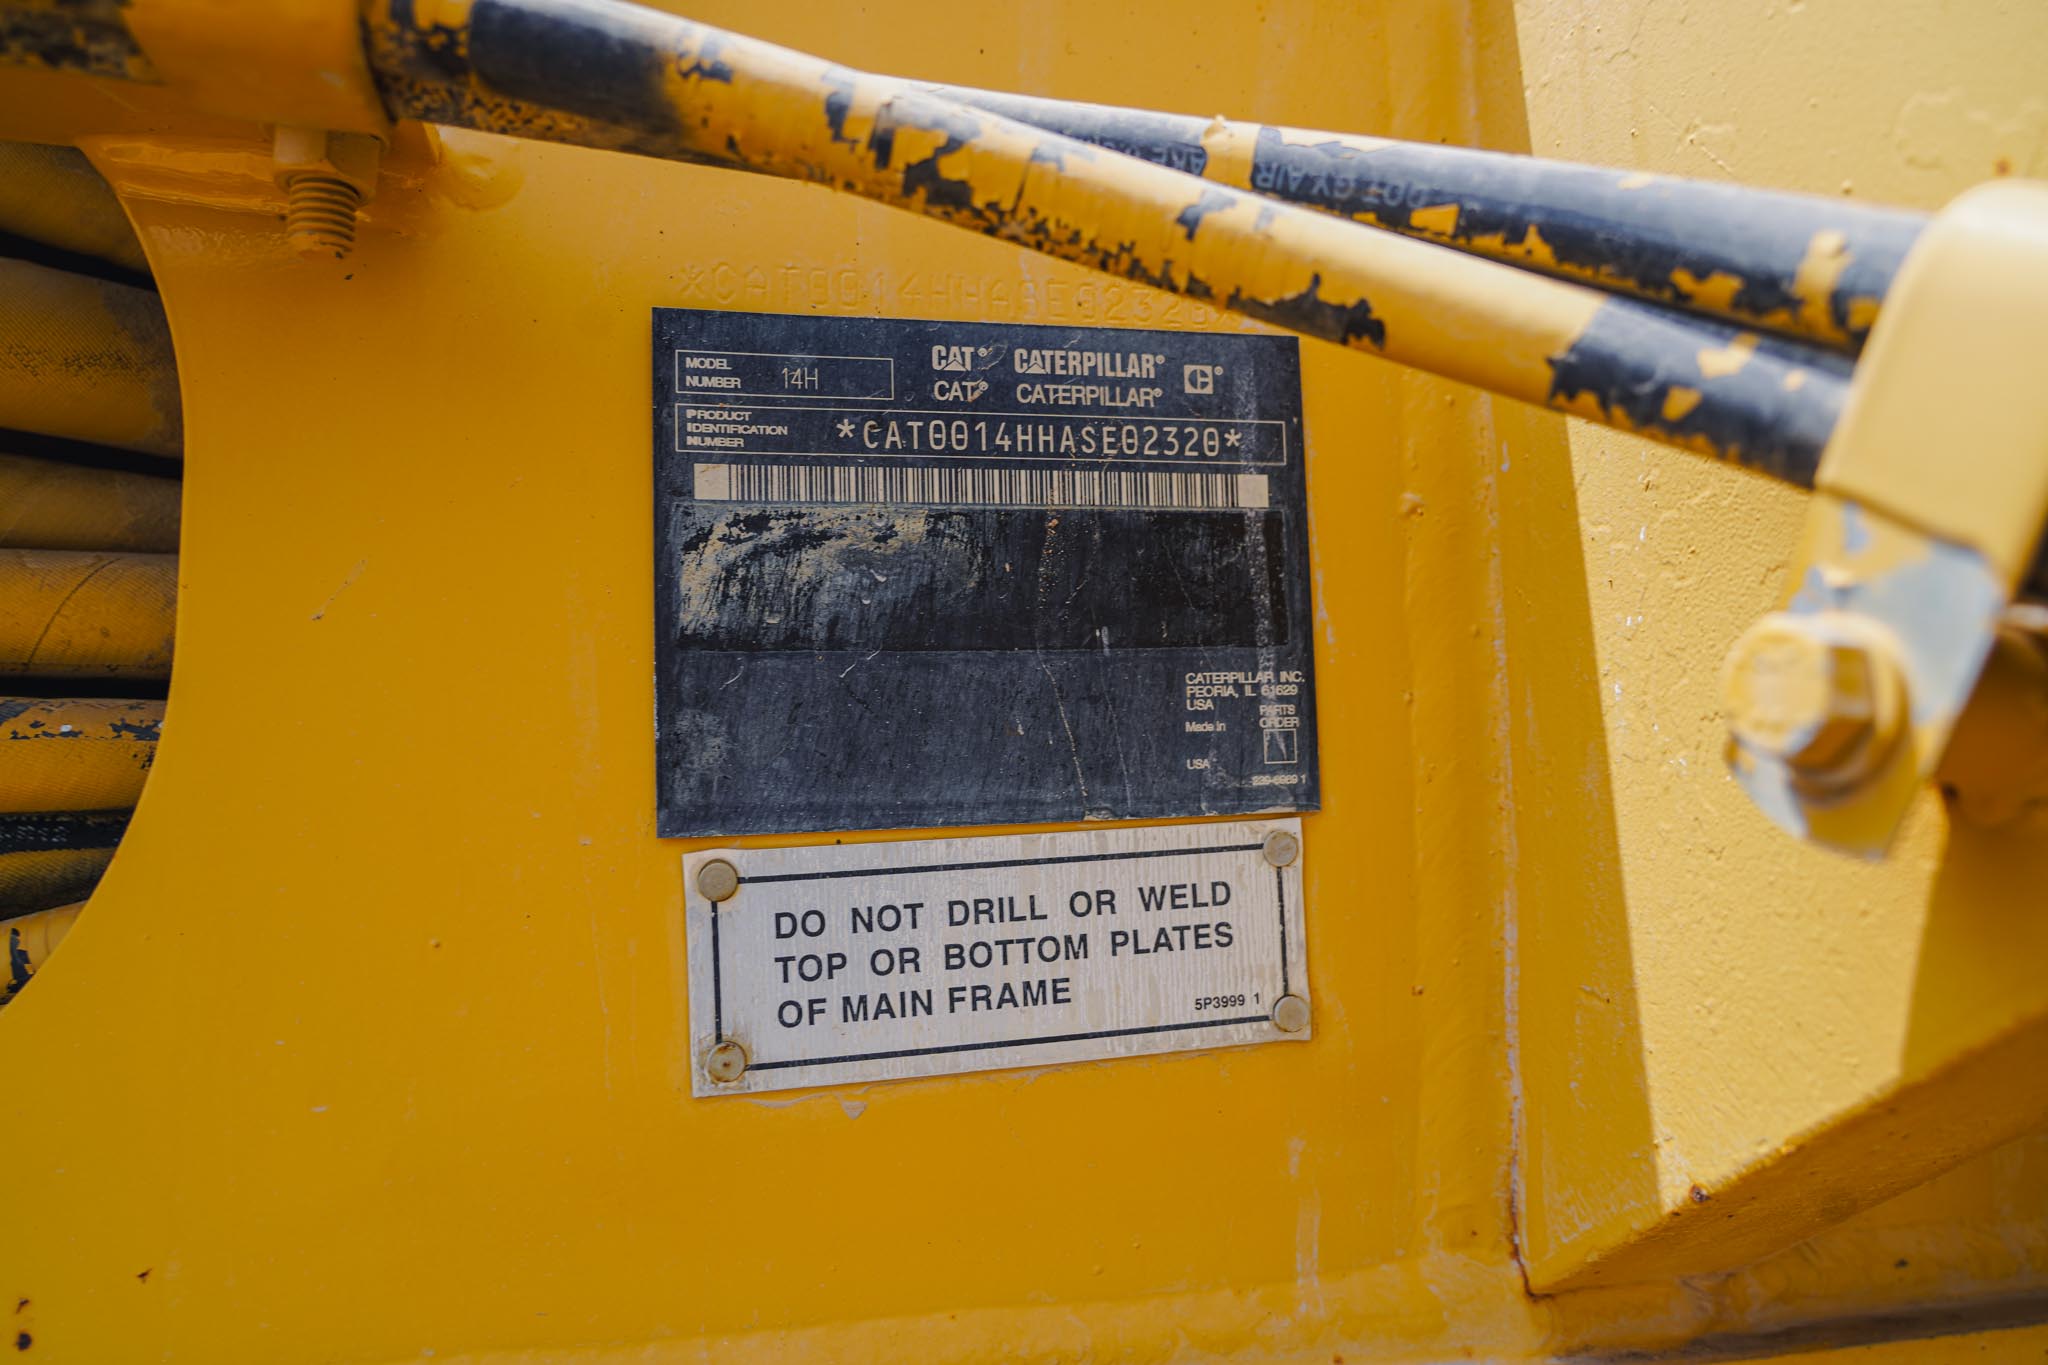 *CAT0014HHASE02320*
MODEL
NUMBER 14H
CAT® CATERPILLAR®
CAT® CATERPILLAR®
PRODUCT
IDENTIFICATION
NUMBER
*CAT0014HHASE02320*
CATERPILLAR INC.
PEORIA, IL 61629
USA
PARTS
ORDER
Made in
USA
DO NOT DRILL OR WELD
TOP OR BOTTOM PLATES
OF MAIN FRAME
5P3999 1